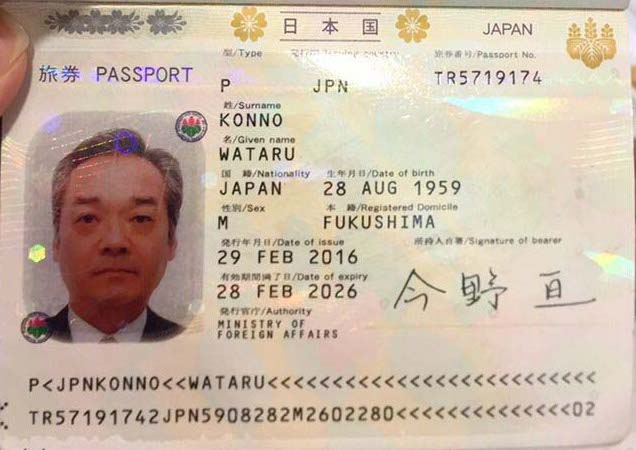 日本国 JAPAN
型/Type 発行国/Issuing country 旅券番号/Passport No.
旅券 PASSPORT P JPN TR5719174
姓/Surname
KONNO
名/Given name
WATARU
国 籍/Nationality 生年月日/Date of birth
JAPAN 28 AUG 1959
性別/Sex 本 籍/Registered Domicile
M FUKUSHIMA
発行年月日/Date of issue 所持人自署/Signature of bearer
29 FEB 2016
有効期間満了日/Date of expiry
28 FEB 2026 今野 亘
発行官庁/Authority
MINISTRY OF
FOREIGN AFFAIRS
P<JPNKONNO<<WATARU<<<<<<<<<<<<<<<<<<<<<<<<<<
TR57191742JPN5908282M2602280<<<<<<<<<<<<<<02